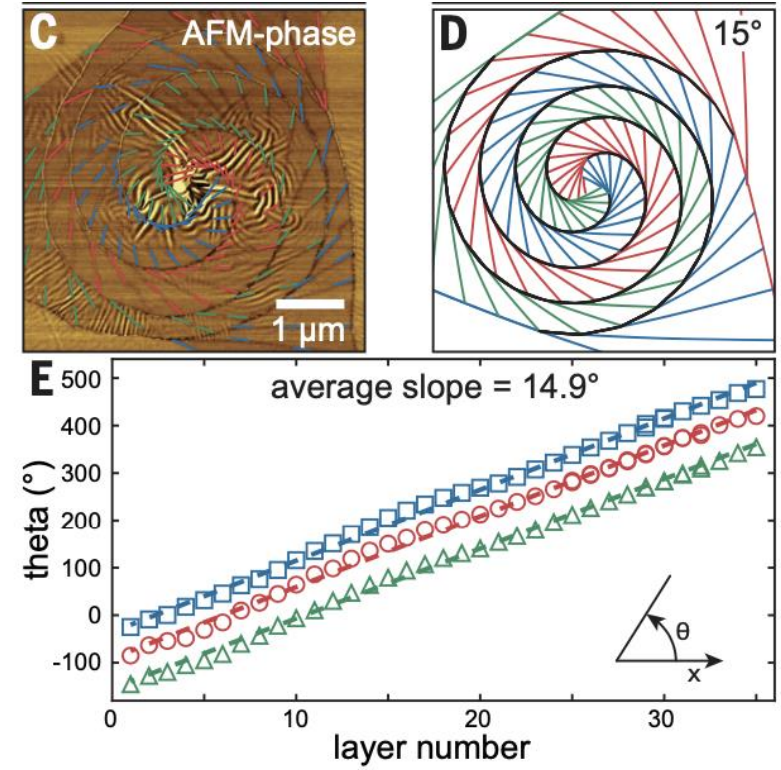 C
AFM-phase
1 μm
D
15°
E
average slope = 14.9°
500
400
300
200
100
0
-100
theta (°)
θ
x
0
10
20
30
layer number